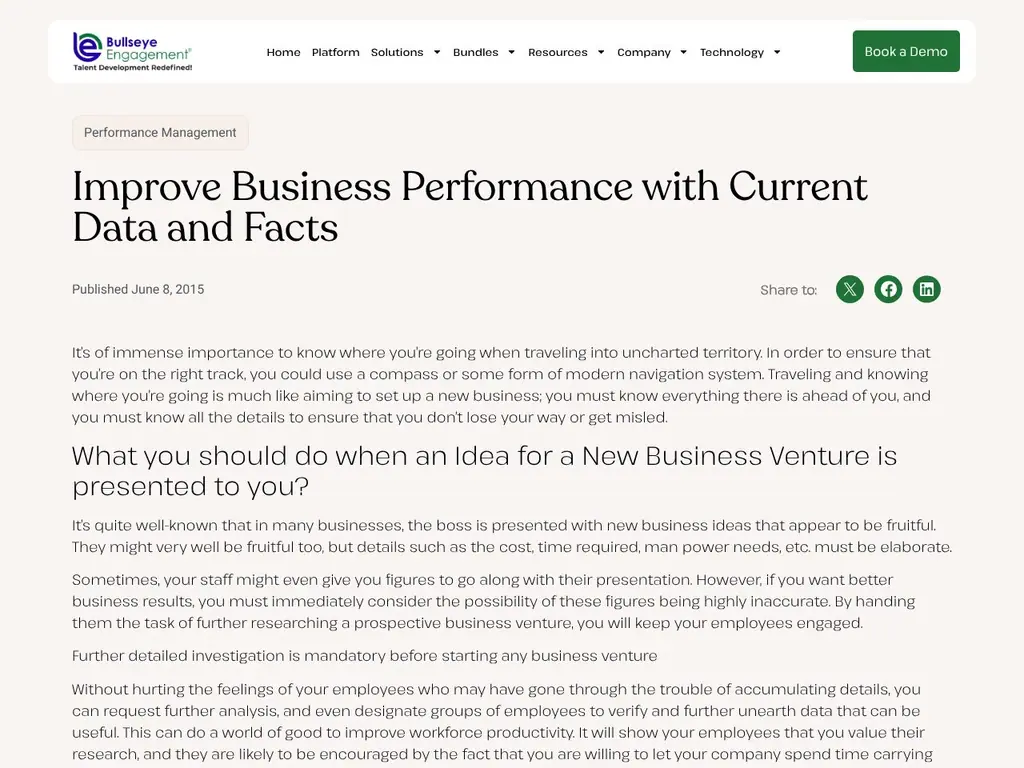 Bullseye
Engagement®
Talent Development Redefined!
Home Platform Solutions Bundles Resources Company Technology
Book a Demo
Performance Management
Improve Business Performance with Current
Data and Facts
Published June 8, 2015
Share to:
It's of immense importance to know where you're going when traveling into uncharted territory. In order to ensure that
you're on the right track, you could use a compass or some form of modern navigation system. Traveling and knowing
where you're going is much like aiming to set up a new business; you must know everything there is ahead of you, and
you must know all the details to ensure that you don't lose your way or get misled.
What you should do when an Idea for a New Business Venture is
presented to you?
It's quite well-known that in many businesses, the boss is presented with new business ideas that appear to be fruitful.
They might very well be fruitful too, but details such as the cost, time required, man power needs, etc. must be elaborate.
Sometimes, your staff might even give you figures to go along with their presentation. However, if you want better
business results, you must immediately consider the possibility of these figures being highly inaccurate. By handing
them the task of further researching a prospective business venture, you will keep your employees engaged.
Further detailed investigation is mandatory before starting any business venture
Without hurting the feelings of your employees who may have gone through the trouble of accumulating details, you
can request further analysis, and even designate groups of employees to verify and further unearth data that can be
useful. This can do a world of good to improve workforce productivity. It will show your employees that you value their
research, and they are likely to be encouraged by the fact that you are willing to let your company spend time carrying